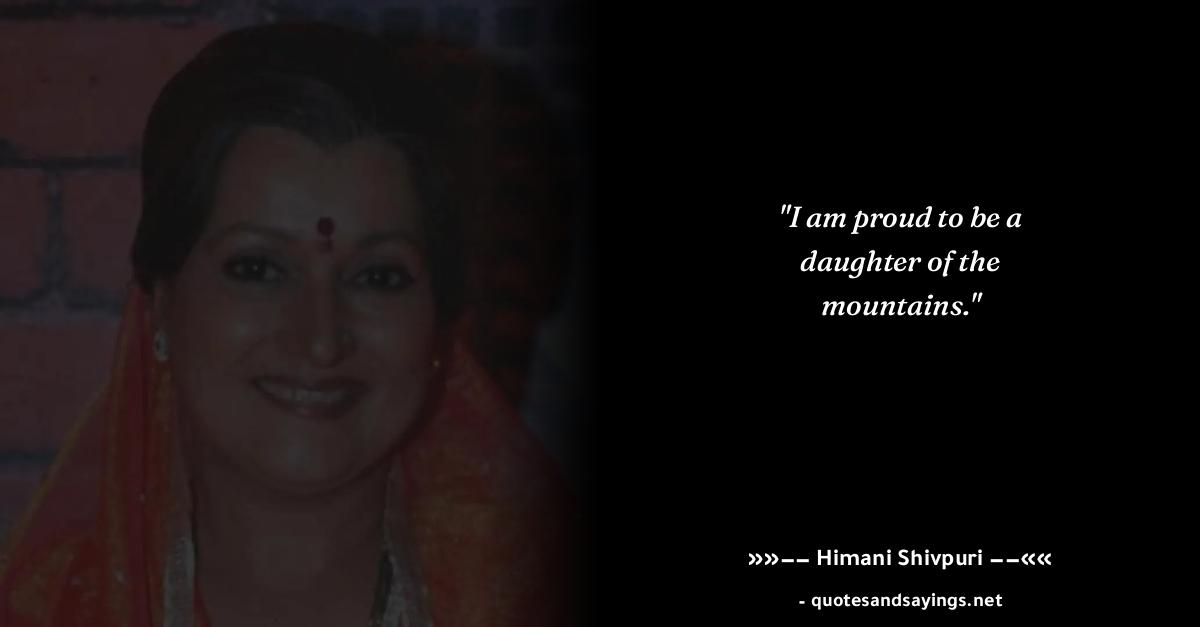 "I am proud to be a
daughter of the
mountains."
»»−− Himani Shivpuri −−««
- quotesandsayings.net